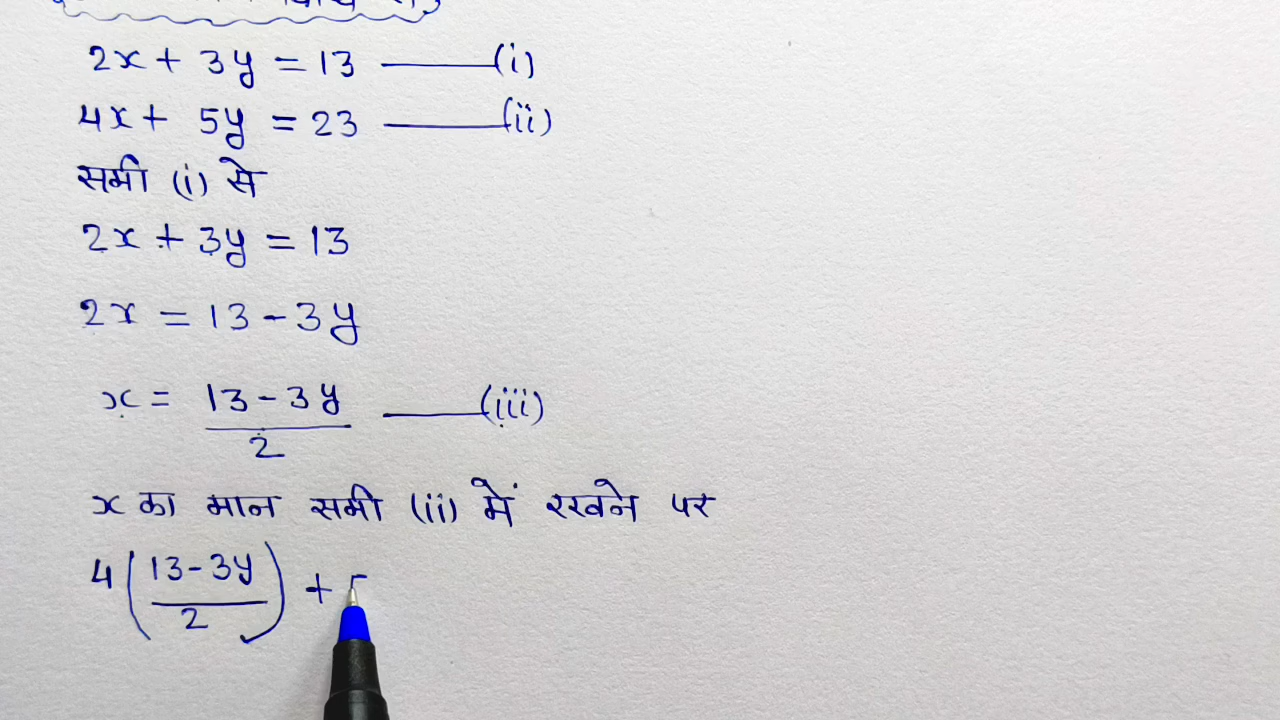 2x + 3y = 13 ——(i)
4x + 5y = 23 ——(ii)
समी (i) से
2x + 3y = 13
2x = 13 - 3y
x = 13 - 3y ——(iii)
2
x का मान समी (ii) में रखने पर
4 ( 13 - 3y ) +
2